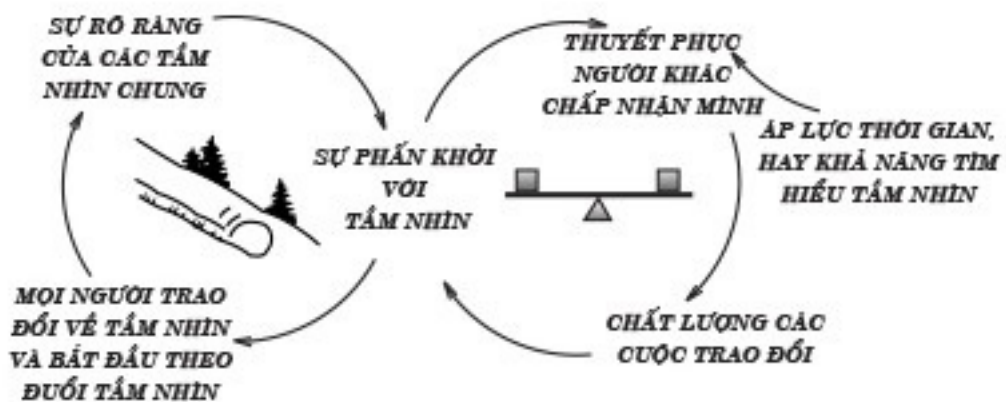 SỰ RÕ RÀNG
CỦA CÁC TẦM
NHÌN CHUNG
SỰ PHẤN KHỞI
VỚI
TẦM NHÌN
MỌI NGƯỜI TRAO
ĐỔI VỀ TẦM NHÌN
VÀ BẮT ĐẦU THEO
ĐUỔI TẦM NHÌN
THUYẾT PHỤC
NGƯỜI KHÁC
CHẤP NHẬN MÌNH
ÁP LỰC THỜI GIAN,
HAY KHẢ NĂNG TÌM
HIỂU TẦM NHÌN
CHẤT LƯỢNG CÁC
CUỘC TRAO ĐỔI